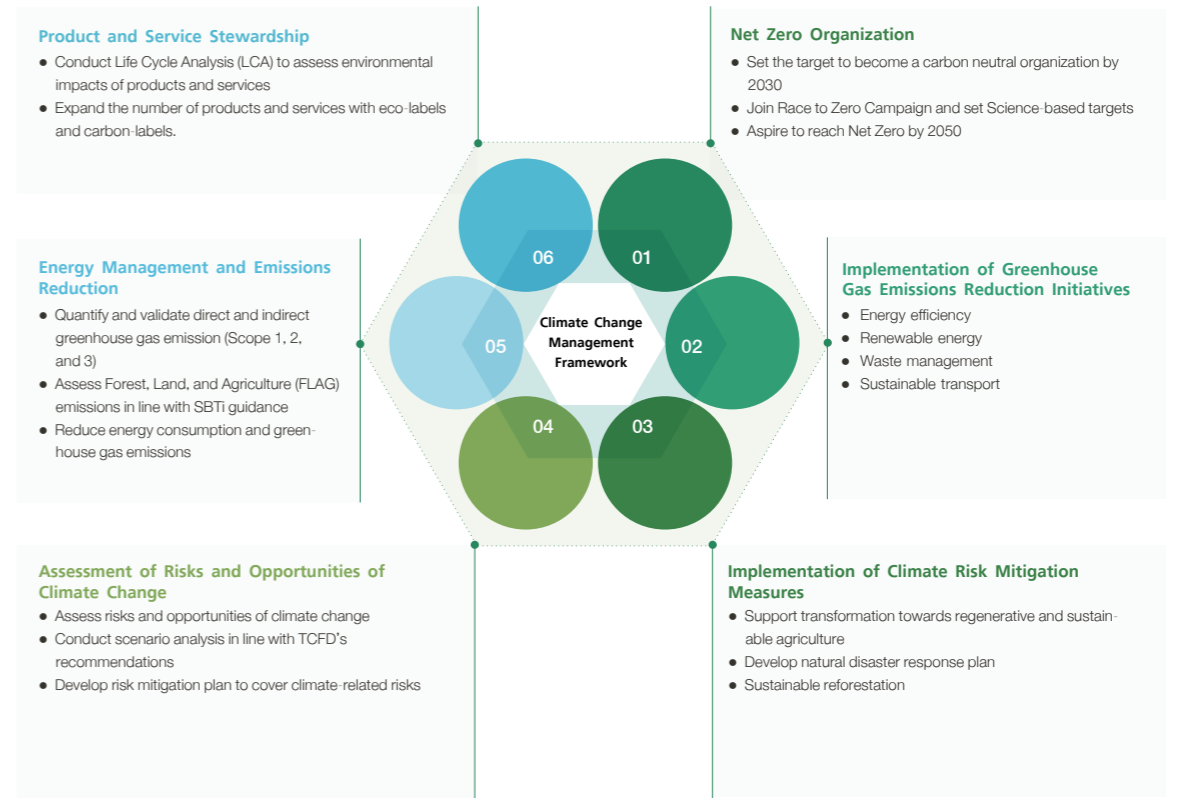 Product and Service Stewardship
● Conduct Life Cycle Analysis (LCA) to assess environmental
impacts of products and services
● Expand the number of products and services with eco-labels
and carbon-labels.
Net Zero Organization
● Set the target to become a carbon neutral organization by
2030
● Join Race to Zero Campaign and set Science-based targets
● Aspire to reach Net Zero by 2050
Energy Management and Emissions
Reduction
● Quantify and validate direct and indirect
greenhouse gas emission (Scope 1, 2,
and 3)
● Assess Forest, Land, and Agriculture (FLAG)
emissions in line with SBTi guidance
● Reduce energy consumption and green-
house gas emissions
06
01
05
Climate Change
Management
Framework
02
04
03
Implementation of Greenhouse
Gas Emissions Reduction Initiatives
● Energy efficiency
● Renewable energy
● Waste management
● Sustainable transport
Assessment of Risks and Opportunities of
Climate Change
● Assess risks and opportunities of climate change
● Conduct scenario analysis in line with TCFD's
recommendations
● Develop risk mitigation plan to cover climate-related risks
Implementation of Climate Risk Mitigation
Measures
● Support transformation towards regenerative and sustain-
able agriculture
● Develop natural disaster response plan
● Sustainable reforestation